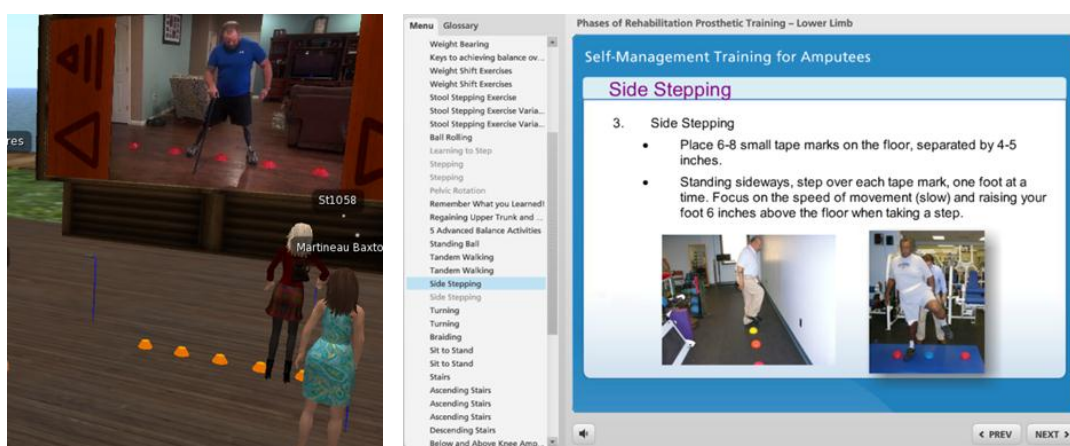 res
St1058
Martineau Baxto
Menu Glossary
Weight Bearing
Keys to achieving balance ov...
Weight Shift Exercises
Weight Shift Exercises
Stool Stepping Exercise
Stool Stepping Exercise Varia...
Stool Stepping Exercise Varia...
Ball Rolling
Learning to Step
Stepping
Stepping
Pelvic Rotation
Remember What you Learned!
Regaining Upper Trunk and ...
5 Advanced Balance Activities
Standing Ball
Tandem Walking
Tandem Walking
Side Stepping
Side Stepping
Turning
Turning
Braiding
Sit to Stand
Sit to Stand
Stairs
Ascending Stairs
Ascending Stairs
Ascending Stairs
Descending Stairs
Below and Above Knee Amp...
Phases of Rehabilitation Prosthetic Training – Lower Limb
Self-Management Training for Amputees
Side Stepping
3. Side Stepping
• Place 6-8 small tape marks on the floor, separated by 4-5
inches.
• Standing sideways, step over each tape mark, one foot at a
time. Focus on the speed of movement (slow) and raising your
foot 6 inches above the floor when taking a step.
< PREV NEXT >